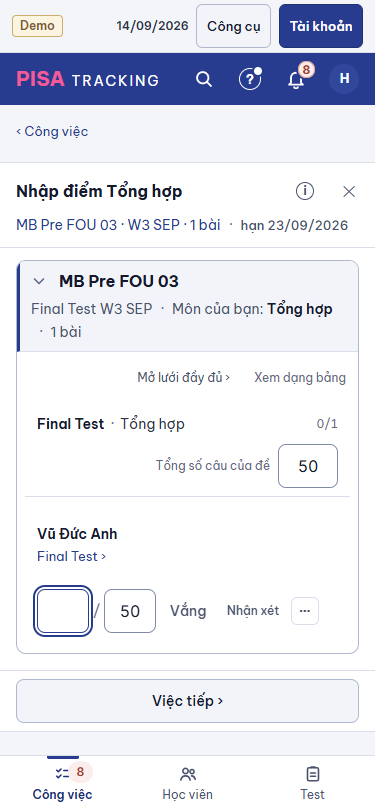 Demo 14/09/2026 Công cụ Tài khoản
PISA TRACKING ? 8 H
‹ Công việc
Nhập điểm Tổng hợp i ×
MB Pre FOU 03 · W3 SEP · 1 bài · hạn 23/09/2026
MB Pre FOU 03
Final Test W3 SEP · Môn của bạn: Tổng hợp
· 1 bài
Mở lưới đầy đủ › Xem dạng bảng
Final Test · Tổng hợp 0/1
Tổng số câu của đề 50
Vũ Đức Anh
Final Test ›
/ 50 Vắng Nhận xét ···
Việc tiếp ›
8
Công việc Học viên Test